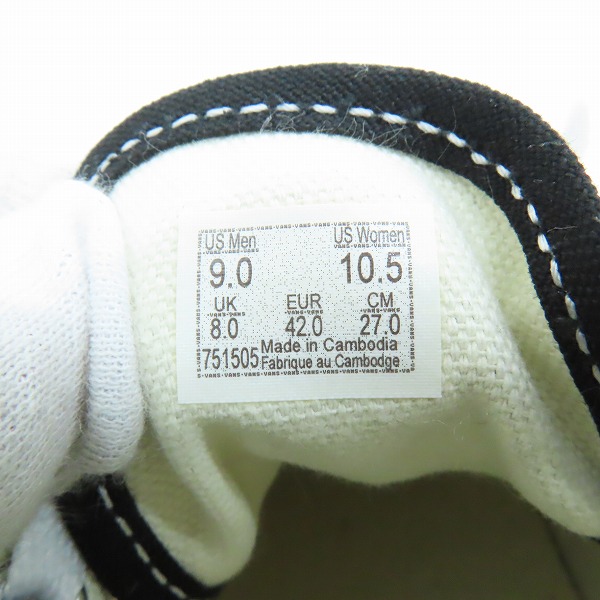 US Men US Women
9.0 10.5
UK EUR CM
8.0 42.0 27.0
751505 Made in Cambodia
Fabrique au Cambodge